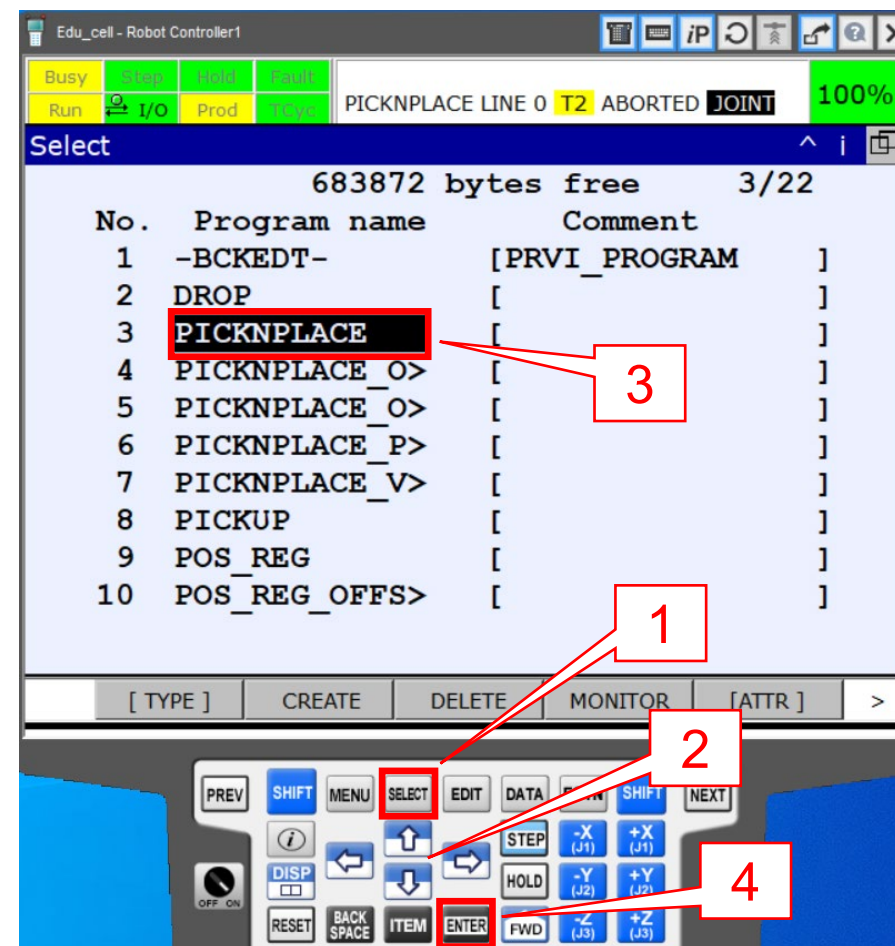 Edu_cell - Robot Controller1
iP
Busy Step Hold Fault
Run I/O Prod TCyc
PICKNPLACE LINE 0 T2 ABORTED JOINT
100%
Select ^ i
683872 bytes free 3/22
No. Program name Comment
1 -BCKEDT- [PRVI_PROGRAM ]
2 DROP [ ]
3 PICKNPLACE [ ]
4 PICKNPLACE_O> [ ]
5 PICKNPLACE_O> [ ]
6 PICKNPLACE_P> [ ]
7 PICKNPLACE_V> [ ]
8 PICKUP [ ]
9 POS_REG [ ]
10 POS_REG_OFFS> [ ]
3
1
[ TYPE ] CREATE DELETE MONITOR [ATTR ] >
2
PREV SHIFT MENU SELECT EDIT DATA SHIFT NEXT
i STEP -X (J1) +X (J1)
DISP HOLD -Y (J2) +Y (J2)
OFF ON
4
RESET BACK SPACE ITEM ENTER FWD -Z (J3) +Z (J3)